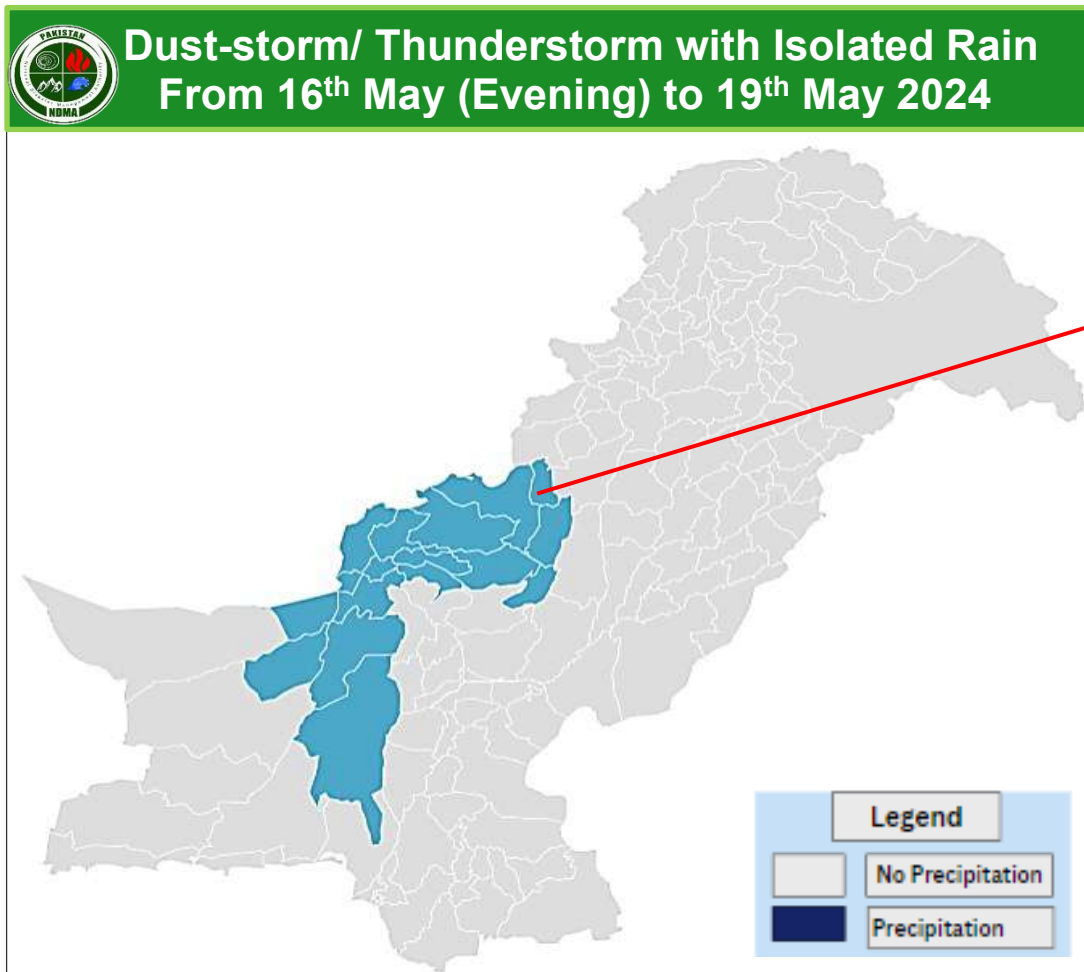 PAKISTAN
NDMA
Dust-storm/ Thunderstorm with Isolated Rain
From 16th May (Evening) to 19th May 2024
Legend
No Precipitation
Precipitation